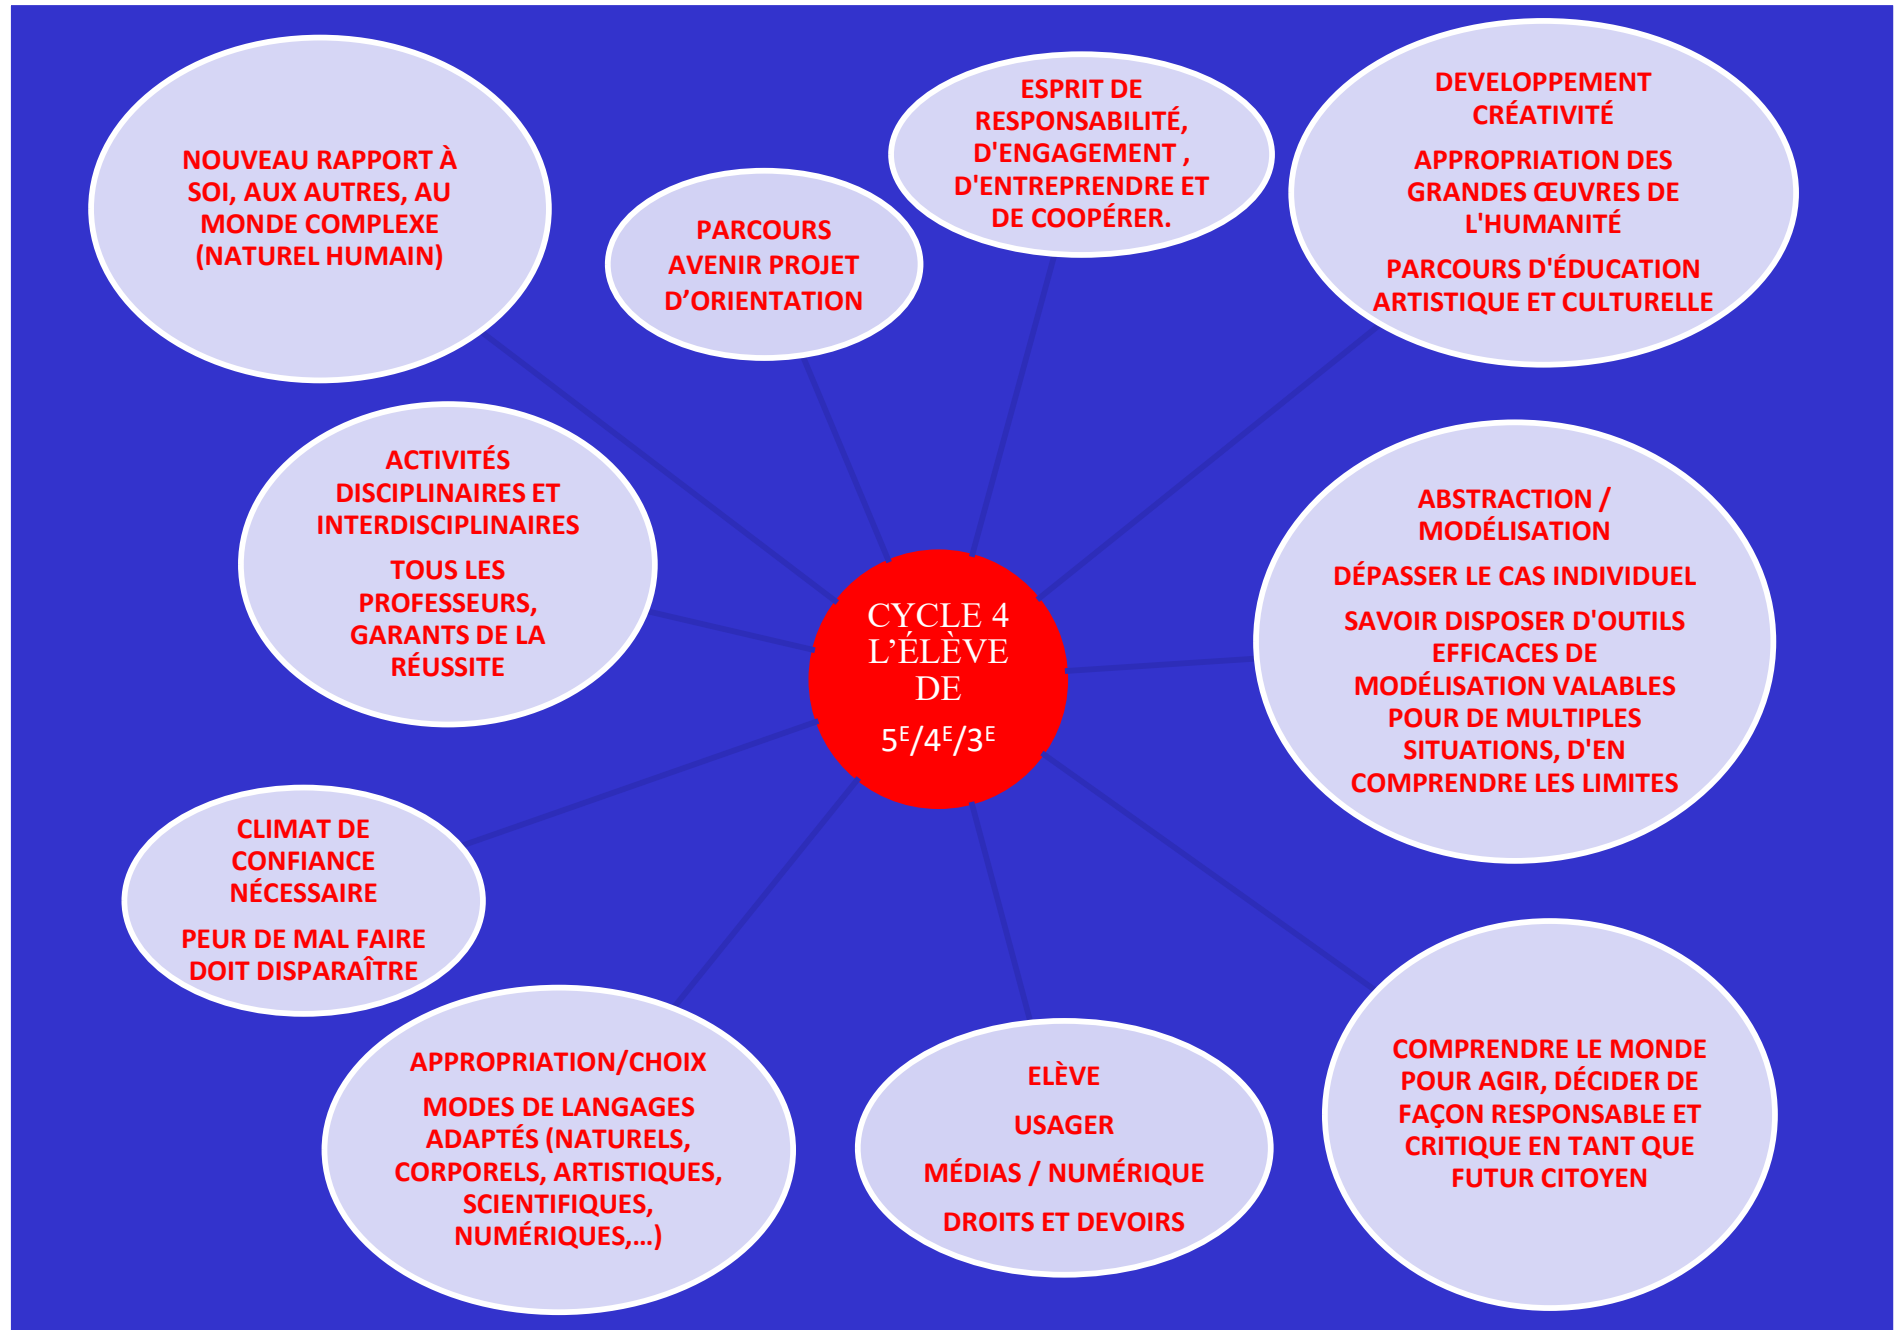 NOUVEAU RAPPORT À
SOI, AUX AUTRES, AU
MONDE COMPLEXE
(NATUREL HUMAIN)
PARCOURS
AVENIR PROJET
D’ORIENTATION
ESPRIT DE
RESPONSABILITÉ,
D'ENGAGEMENT ,
D'ENTREPRENDRE ET
DE COOPÉRER.
DEVELOPPEMENT
CRÉATIVITÉ
APPROPRIATION DES
GRANDES ŒUVRES DE
L'HUMANITÉ
PARCOURS D'ÉDUCATION
ARTISTIQUE ET CULTURELLE
ACTIVITÉS
DISCIPLINAIRES ET
INTERDISCIPLINAIRES
TOUS LES
PROFESSEURS,
GARANTS DE LA
RÉUSSITE
CYCLE 4
L’ÉLÈVE
DE
5E/4E/3E
ABSTRACTION /
MODÉLISATION
DÉPASSER LE CAS INDIVIDUEL
SAVOIR DISPOSER D'OUTILS
EFFICACES DE
MODÉLISATION VALABLES
POUR DE MULTIPLES
SITUATIONS, D'EN
COMPRENDRE LES LIMITES
CLIMAT DE
CONFIANCE
NÉCESSAIRE
PEUR DE MAL FAIRE
DOIT DISPARAÎTRE
APPROPRIATION/CHOIX
MODES DE LANGAGES
ADAPTÉS (NATURELS,
CORPORELS, ARTISTIQUES,
SCIENTIFIQUES,
NUMÉRIQUES,…)
ELÈVE
USAGER
MÉDIAS / NUMÉRIQUE
DROITS ET DEVOIRS
COMPRENDRE LE MONDE
POUR AGIR, DÉCIDER DE
FAÇON RESPONSABLE ET
CRITIQUE EN TANT QUE
FUTUR CITOYEN